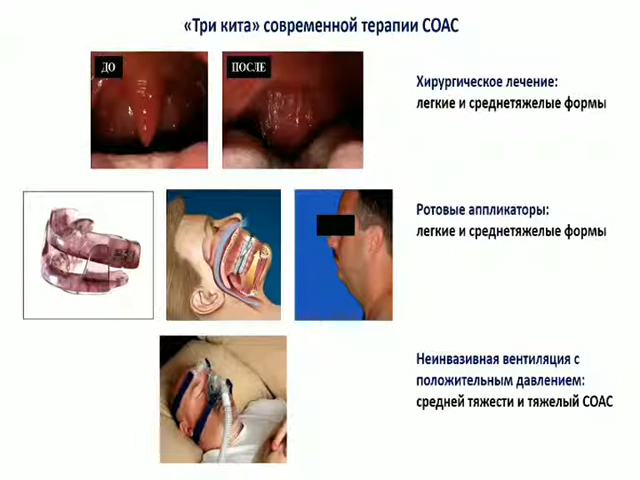 «Три кита» современной терапии СОАС
ДО
ПОСЛЕ
Хирургическое лечение:
легкие и среднетяжелые формы
Ротовые аппликаторы:
легкие и среднетяжелые формы
Неинвазивная вентиляция с
положительным давлением:
средней тяжести и тяжелый СОАС